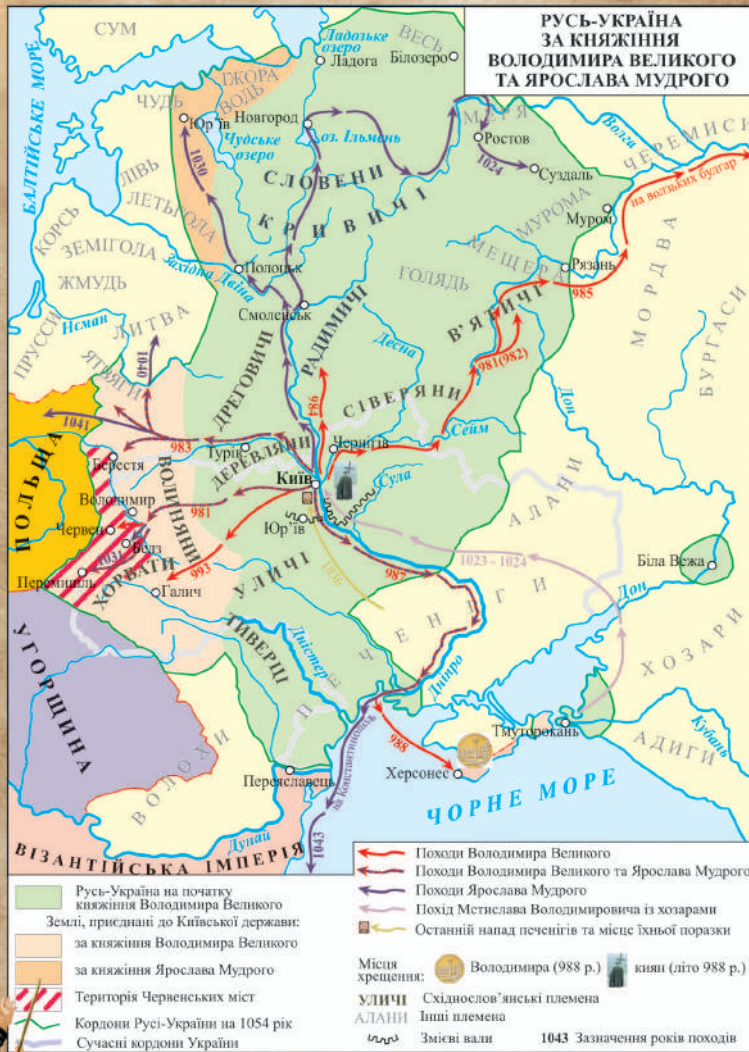 РУСЬ-УКРАЇНА
ЗА КНЯЖІННЯ
ВОЛОДИМИРА ВЕЛИКОГО
ТА ЯРОСЛАВА МУДРОГО
СУМ
Ладозьке
озеро
Ладога
ВЕСЬ
Білозеро
БАЛТІЙСЬКЕ МОРЕ
ЇЖОРА
ВОДЬ
ЧУДЬ
Юр'їв
Новгород
Чудське
озеро
оз. Ільмень
МЕРЯ
Ростов
1024
Суздаль
Волга
ЧЕРЕМИСИ
на волзьких булгар
1030
СЛОВЕНИ
КРИВИЧІ
ЛІВЬ
ЛЕТЬГОЛА
КОРСЬ
ЗЕМІГОЛА
ЖМУДЬ
Західна Двіна
Полоцьк
МУРОМА
Муром
МЕЩЕРА
Рязань
ГОЛЯДЬ
985
МОРДВА
БУРГАСИ
Смоленськ
Нєман
ЛИТВА
ПРУССИ
ЯТВЯГИ
1040
РАДИМИЧІ
ДРЕГОВИЧІ
В'ЯТИЧІ
981(982)
Десна
Дон
984
СІВЕРЯНИ
Сейм
1041
983
Турів
ДЕРЕВЛЯНИ
Чернігів
ПОЛЬЩА
Берестя
ВОЛИНЯНИ
Володимир
Київ
Сула
981
Червен
Белз
1031
Юр'їв
АЛАНИ
Перемишль
ХОРВАТИ
Галич
993
УЛИЧІ
1036
987
1023 - 1024
Біла Вежа
Дон
ТИВЕРЦІ
Дністер
ПЕЧЕНІГИ
Дніпро
ХОЗАРИ
УГОРЩИНА
ВОЛОХИ
на Константинополь
988
Тмуторокань
Кубань
АДИГИ
Херсонес
Переяславець
ЧОРНЕ МОРЕ
Дунай
1043
ВІЗАНТІЙСЬКА ІМПЕРІЯ
Русь-Україна на початку
княжіння Володимира Великого
Землі, приєднані до Київської держави:
за княжіння Володимира Великого
за княжіння Ярослава Мудрого
Територія Червенських міст
Кордони Русі-України на 1054 рік
Сучасні кордони України
Походи Володимира Великого
Походи Володимира Великого та Ярослава Мудрого
Походи Ярослава Мудрого
Похід Мстислава Володимировича із хозарами
Останній напад печенігів та місце їхньої поразки
Місця
хрещення:
Володимира (988 р.)
киян (літо 988 р.)
УЛИЧІ Східнослов'янські племена
АЛАНИ Інші племена
Змієві вали
1043 Зазначення років походів